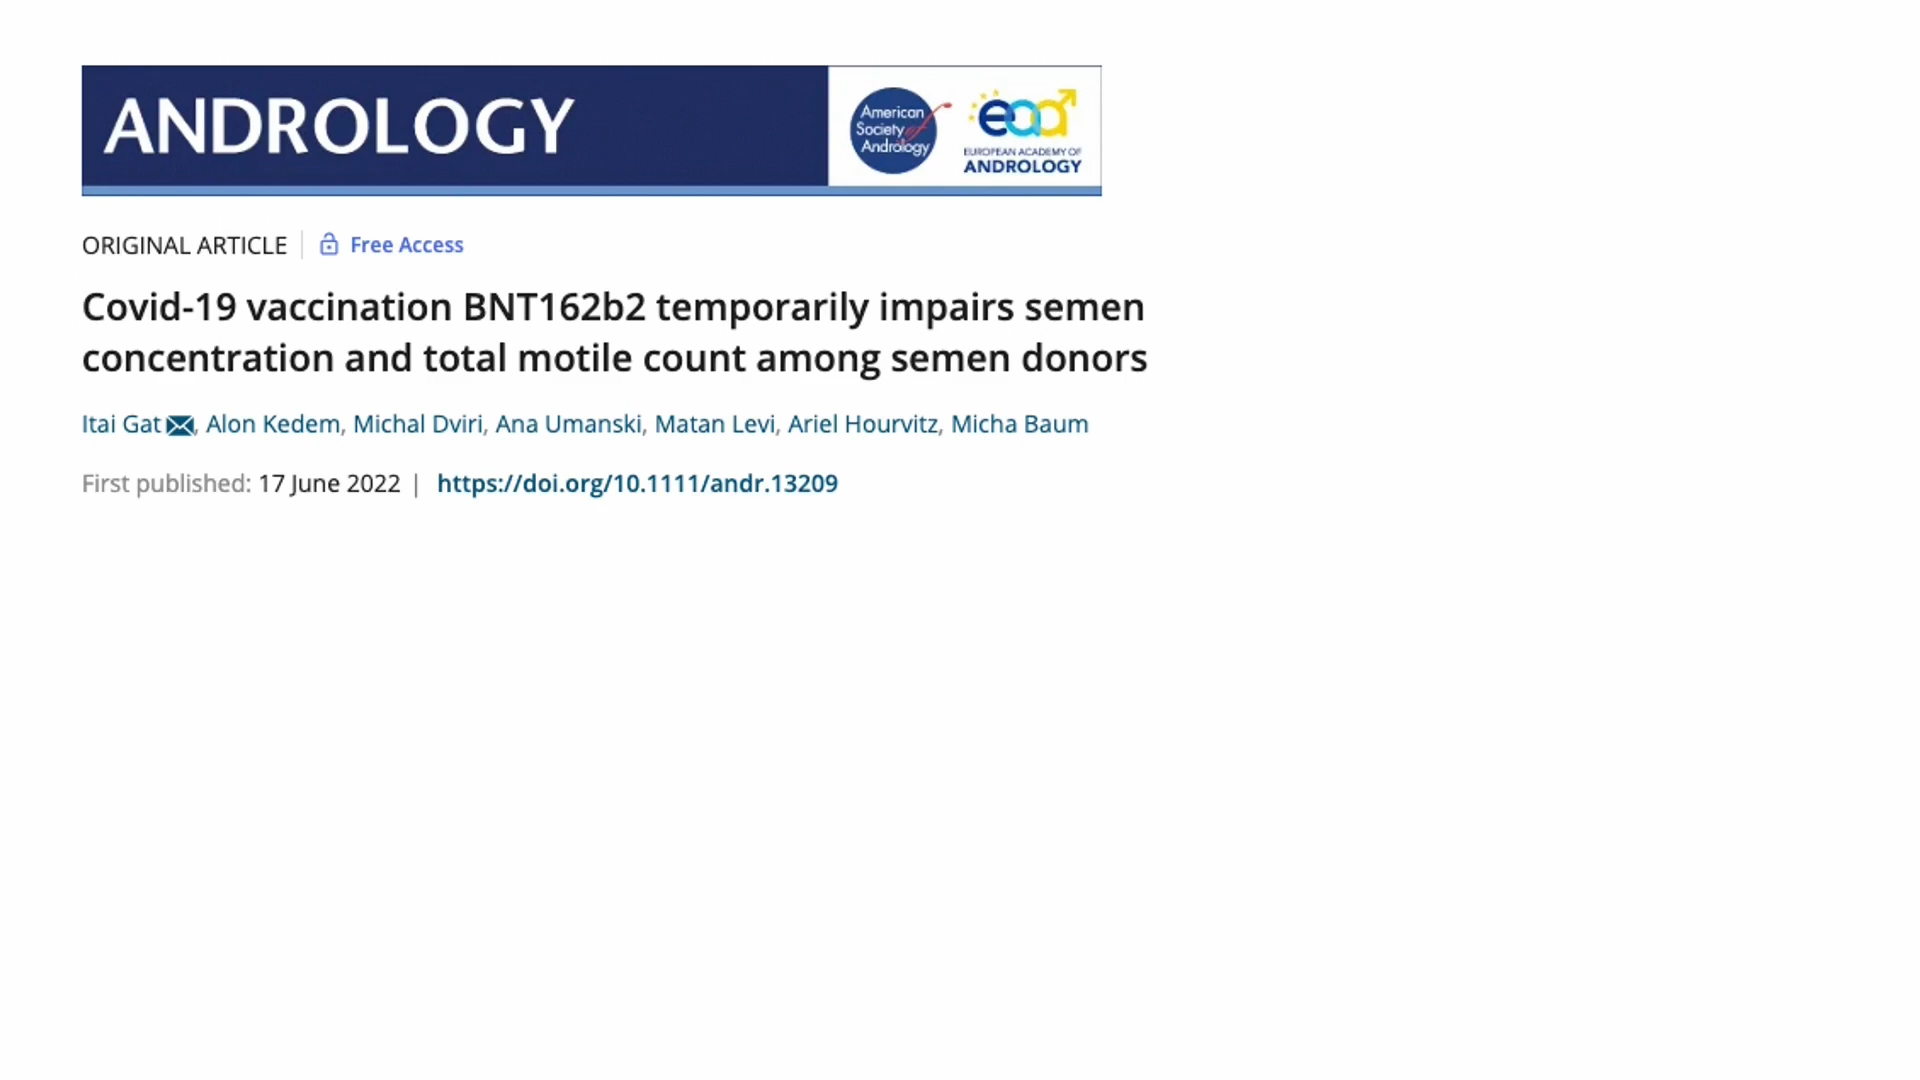 ANDROLOGY
American
Society of
Andrology
eaa
EUROPEAN ACADEMY OF
ANDROLOGY
ORIGINAL ARTICLE
Free Access
Covid-19 vaccination BNT162b2 temporarily impairs semen
concentration and total motile count among semen donors
Itai Gat, Alon Kedem, Michal Dviri, Ana Umanski, Matan Levi, Ariel Hourvitz, Micha Baum
First published: 17 June 2022 | https://doi.org/10.1111/andr.13209